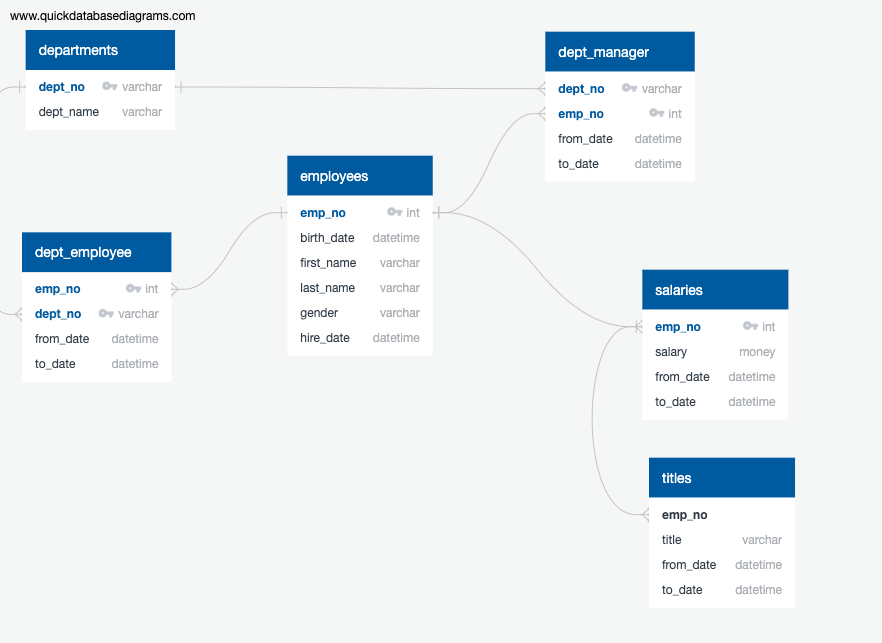 www.quickdatabasediagrams.com
departments
dept_no varchar
dept_name varchar
dept_manager
dept_no varchar
emp_no int
from_date datetime
to_date datetime
employees
emp_no int
birth_date datetime
first_name varchar
last_name varchar
gender varchar
hire_date datetime
dept_employee
emp_no int
dept_no varchar
from_date datetime
to_date datetime
salaries
emp_no int
salary money
from_date datetime
to_date datetime
titles
emp_no
title varchar
from_date datetime
to_date datetime